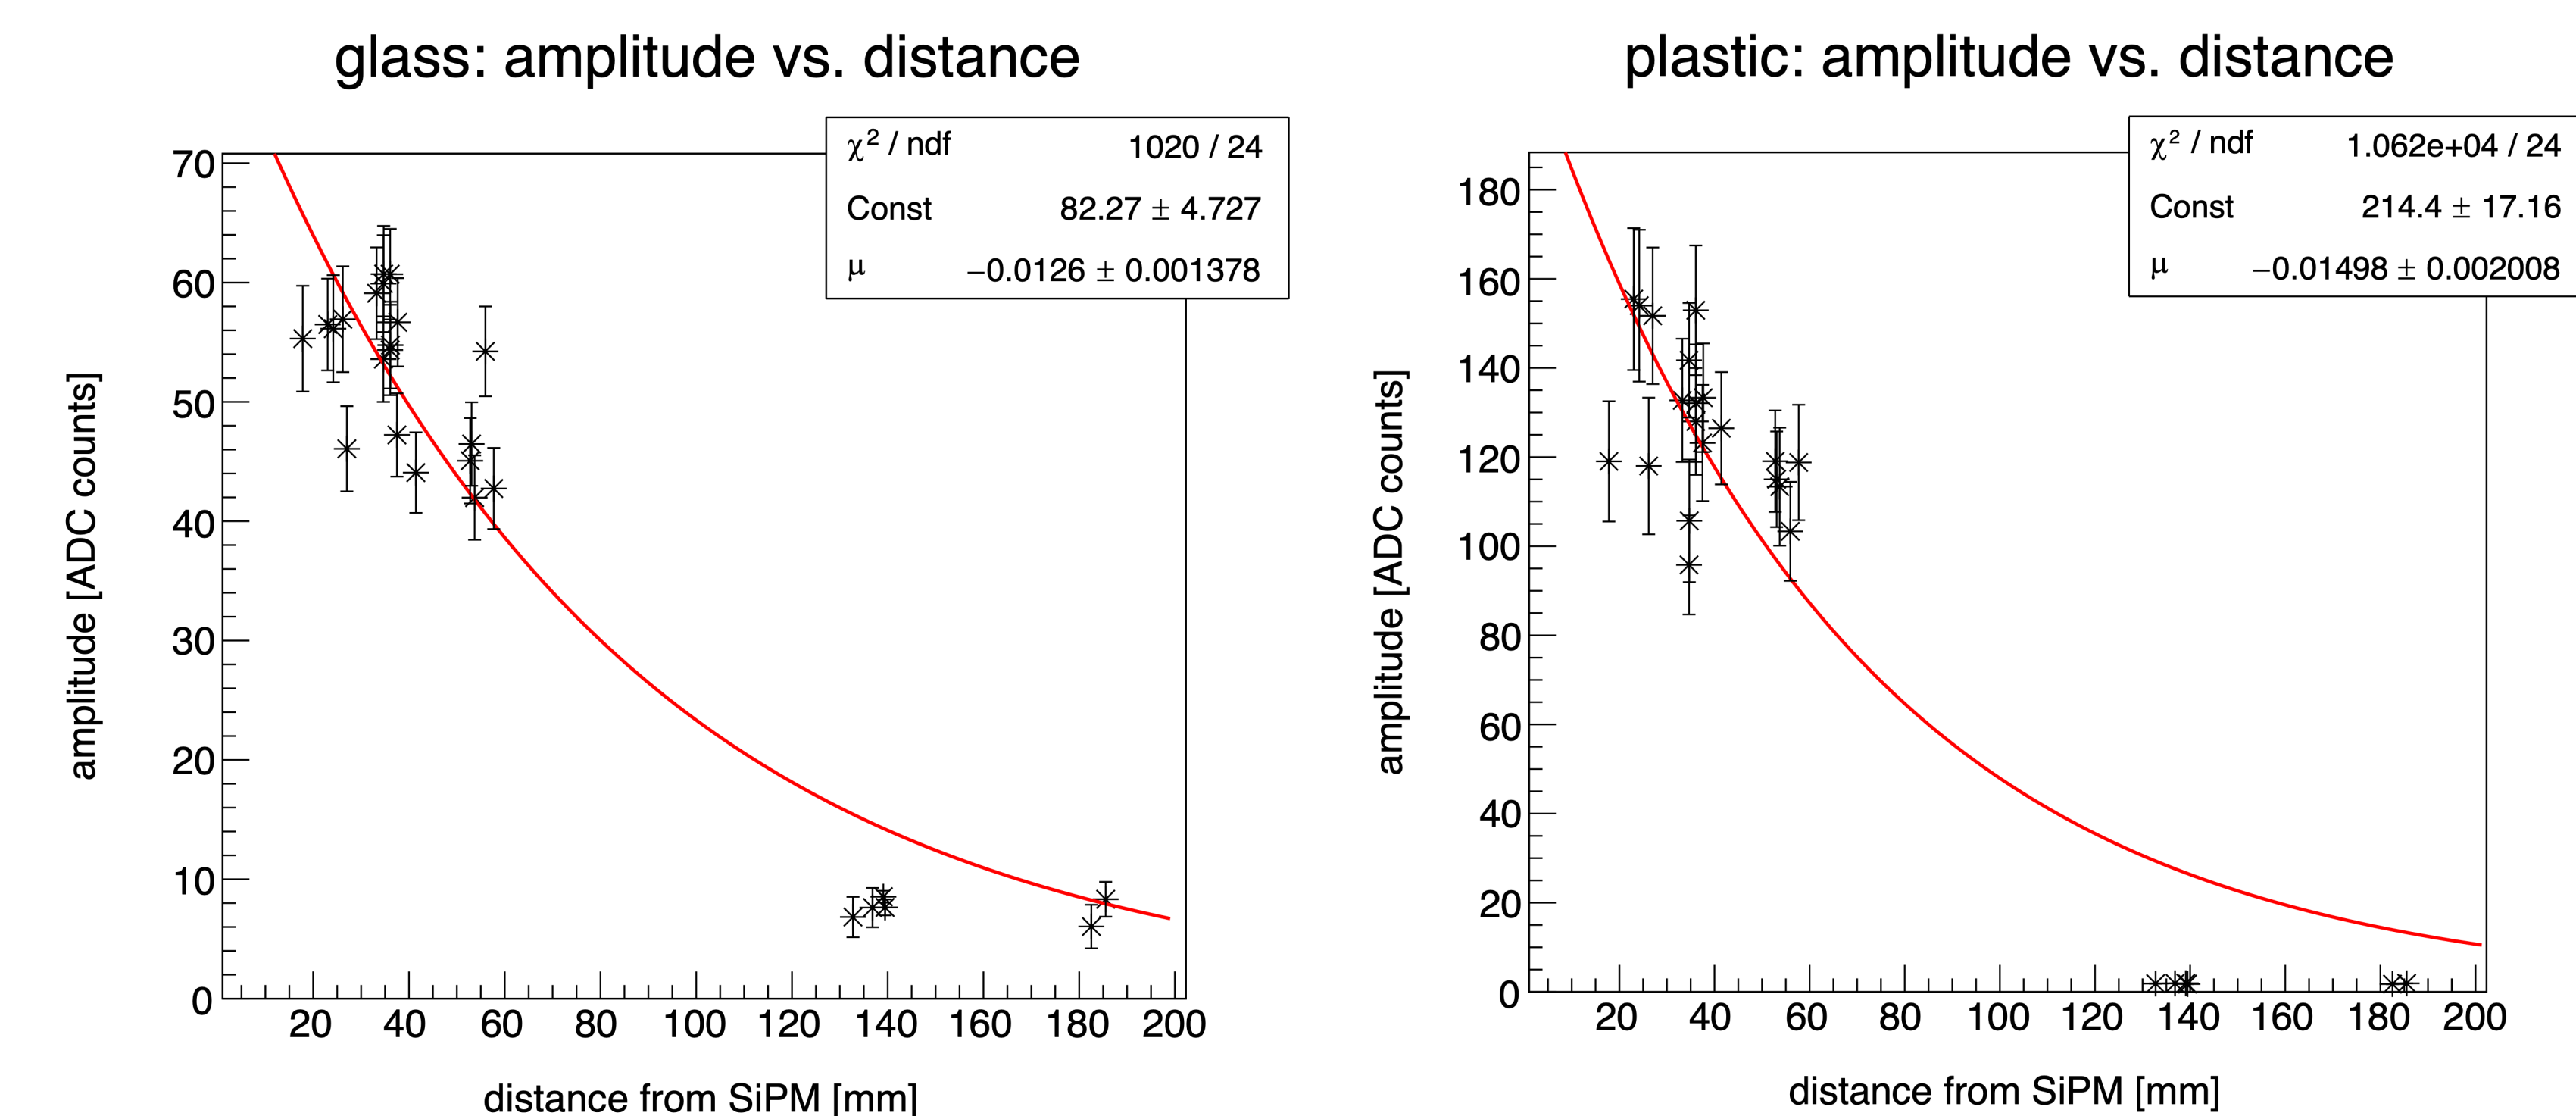 glass: amplitude vs. distance
χ² / ndf 1020 / 24
Const 82.27 ± 4.727
μ −0.0126 ± 0.001378
amplitude [ADC counts]
70
60
50
40
30
20
10
0
20 40 60 80 100 120 140 160 180 200
distance from SiPM [mm]
plastic: amplitude vs. distance
χ² / ndf 1.062e+04 / 24
Const 214.4 ± 17.16
μ −0.01498 ± 0.002008
amplitude [ADC counts]
180
160
140
120
100
80
60
40
20
0
20 40 60 80 100 120 140 160 180 200
distance from SiPM [mm]